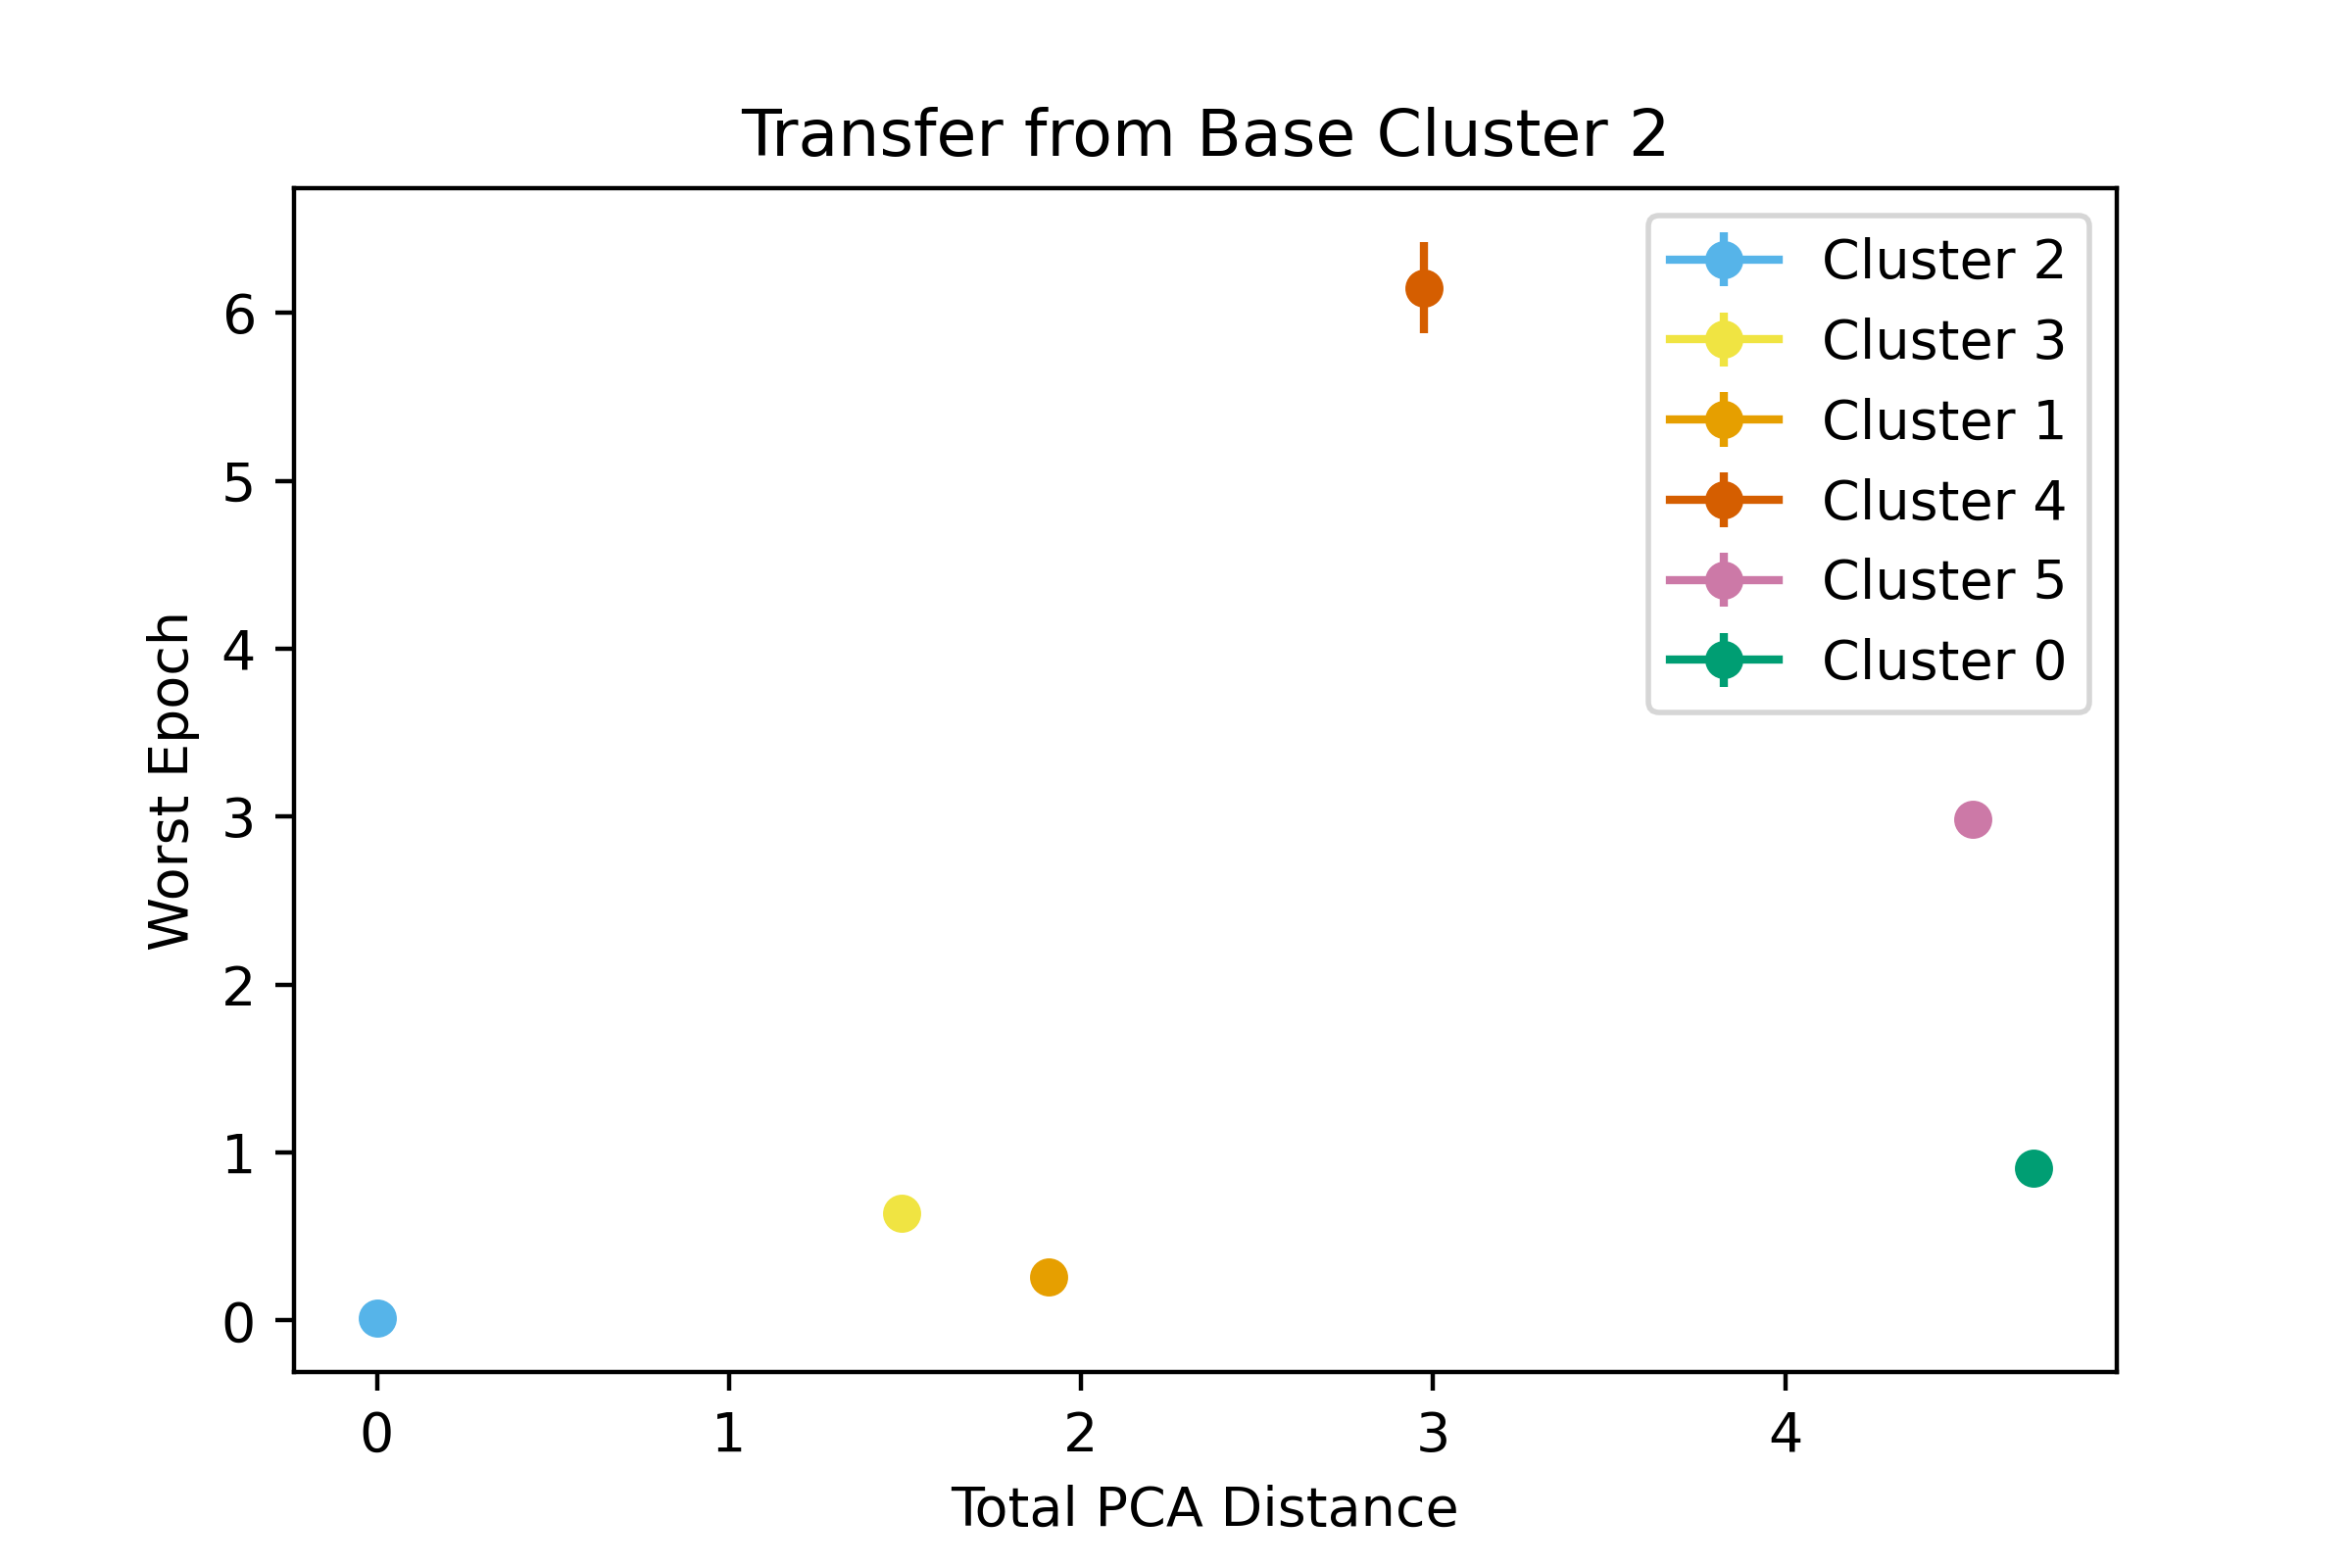 Transfer from Base Cluster 2
Cluster 2
Cluster 3
Cluster 1
Cluster 4
Cluster 5
Cluster 0
6
5
4
3
2
1
0
Worst Epoch
0 1 2 3 4
Total PCA Distance